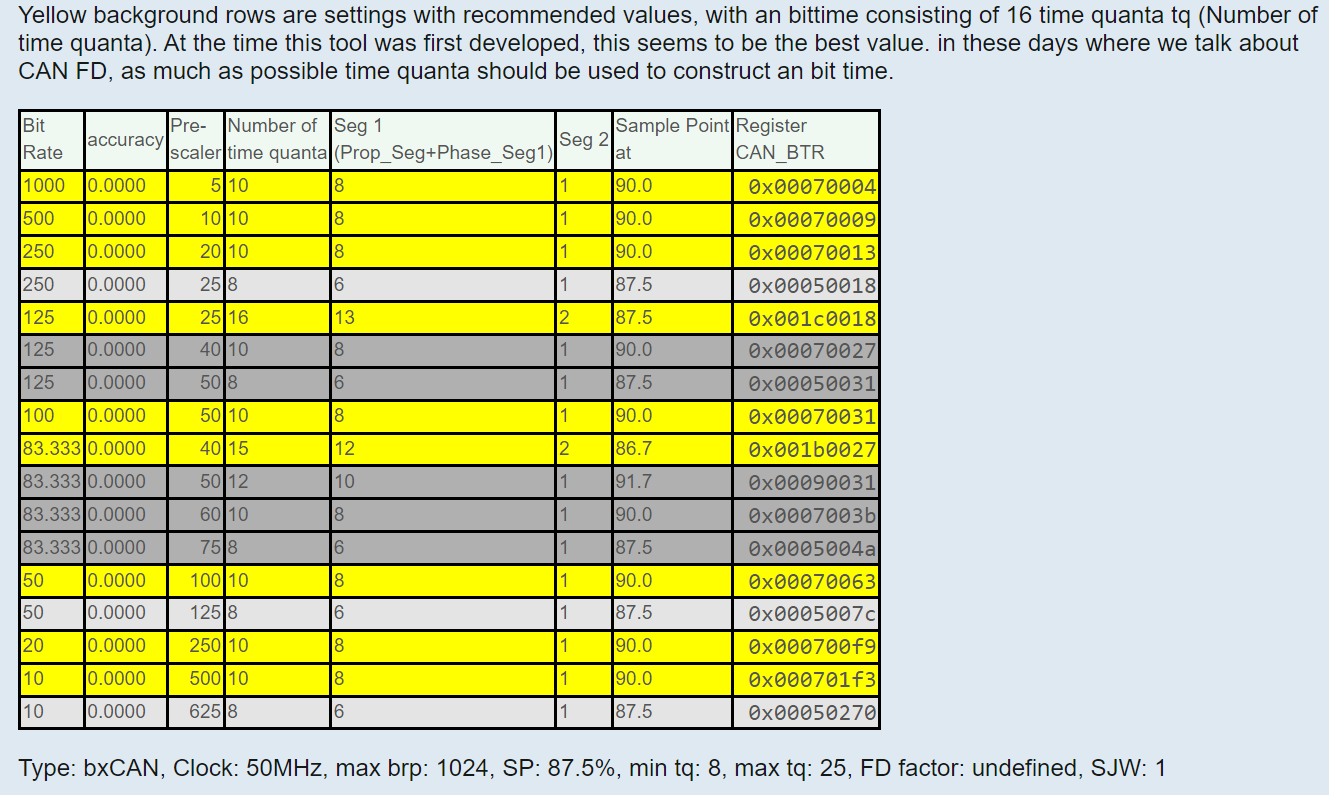 Yellow background rows are settings with recommended values, with an bittime consisting of 16 time quanta tq (Number of
time quanta). At the time this tool was first developed, this seems to be the best value. in these days where we talk about
CAN FD, as much as possible time quanta should be used to construct an bit time.
Bit Rate accuracy Pre-scaler Number of time quanta Seg 1 (Prop_Seg+Phase_Seg1) Seg 2 Sample Point at Register CAN_BTR
1000 0.0000 5 10 8 1 90.0 0x00070004
500 0.0000 10 10 8 1 90.0 0x00070009
250 0.0000 20 10 8 1 90.0 0x00070013
250 0.0000 25 8 6 1 87.5 0x00050018
125 0.0000 25 16 13 2 87.5 0x001c0018
125 0.0000 40 10 8 1 90.0 0x00070027
125 0.0000 50 8 6 1 87.5 0x00050031
100 0.0000 50 10 8 1 90.0 0x00070031
83.333 0.0000 40 15 12 2 86.7 0x001b0027
83.333 0.0000 50 12 10 1 91.7 0x00090031
83.333 0.0000 60 10 8 1 90.0 0x0007003b
83.333 0.0000 75 8 6 1 87.5 0x0005004a
50 0.0000 100 10 8 1 90.0 0x00070063
50 0.0000 125 8 6 1 87.5 0x0005007c
20 0.0000 250 10 8 1 90.0 0x000700f9
10 0.0000 500 10 8 1 90.0 0x000701f3
10 0.0000 625 8 6 1 87.5 0x00050270
Type: bxCAN, Clock: 50MHz, max brp: 1024, SP: 87.5%, min tq: 8, max tq: 25, FD factor: undefined, SJW: 1